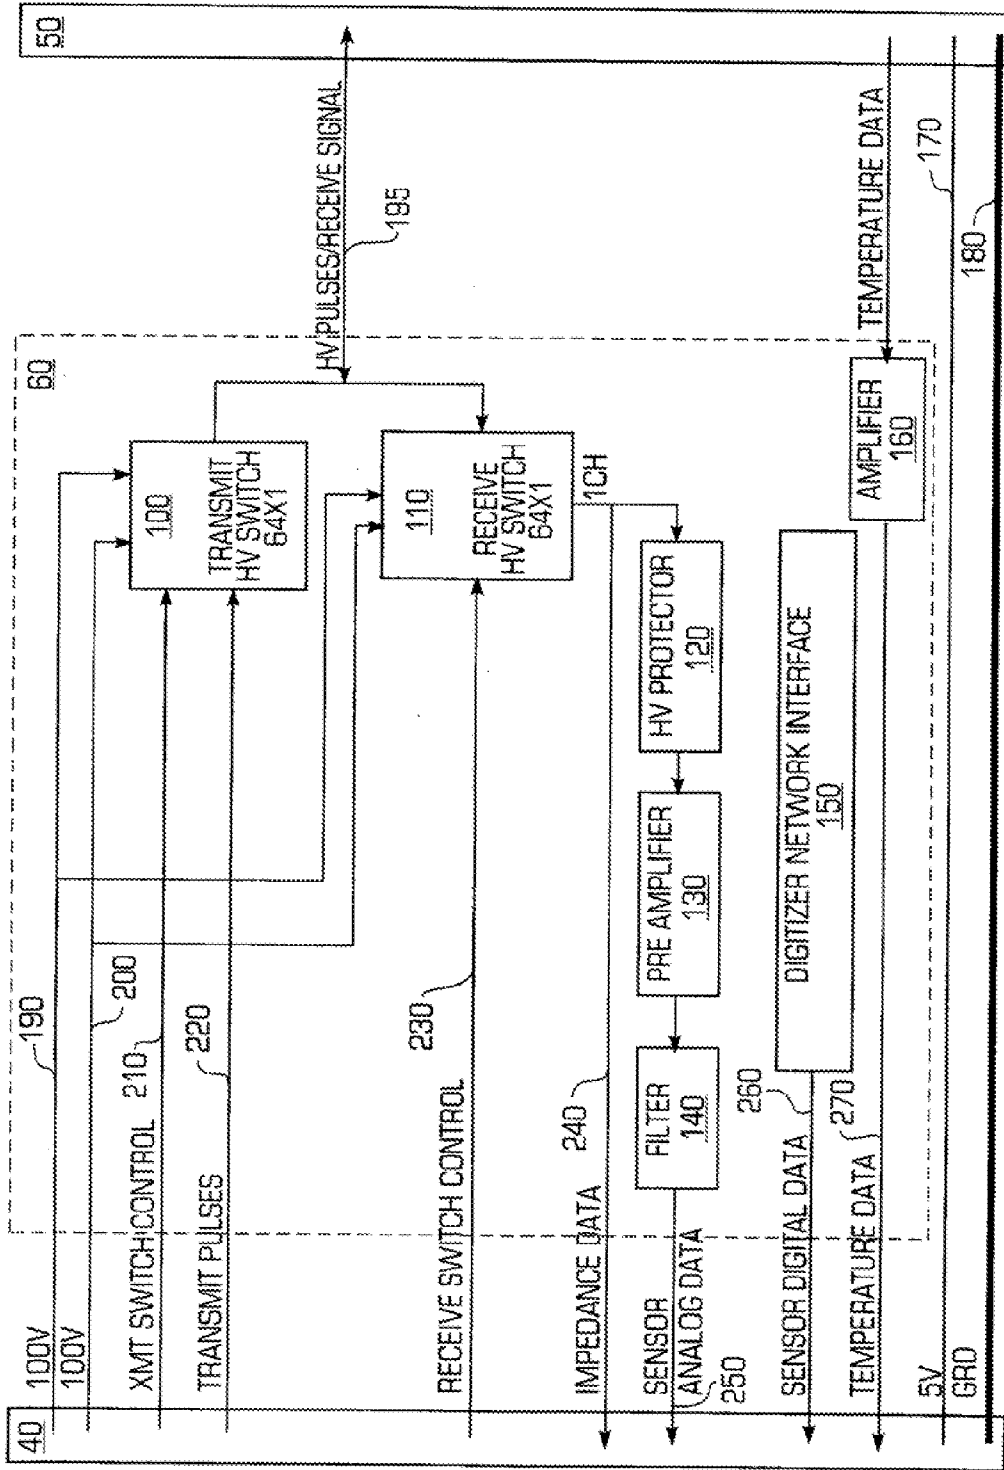 40
100V
100V
190
200
XMT SWITCH CONTROL
210
TRANSMIT PULSES
220
RECEIVE SWITCH CONTROL
230
IMPEDANCE DATA
240
SENSOR
ANALOG DATA
250
SENSOR DIGITAL DATA
260
TEMPERATURE DATA
270
5V
GRD
60
100
TRANSMIT
HV SWITCH
64X1
110
RECEIVE
HV SWITCH
64X1
1CH
FILTER
140
PRE AMPLIFIER
130
HV PROTECTOR
120
DIGITIZER NETWORK INTERFACE
150
AMPLIFIER
160
HV PULSES/RECEIVE SIGNAL
195
TEMPERATURE DATA
170
180
50